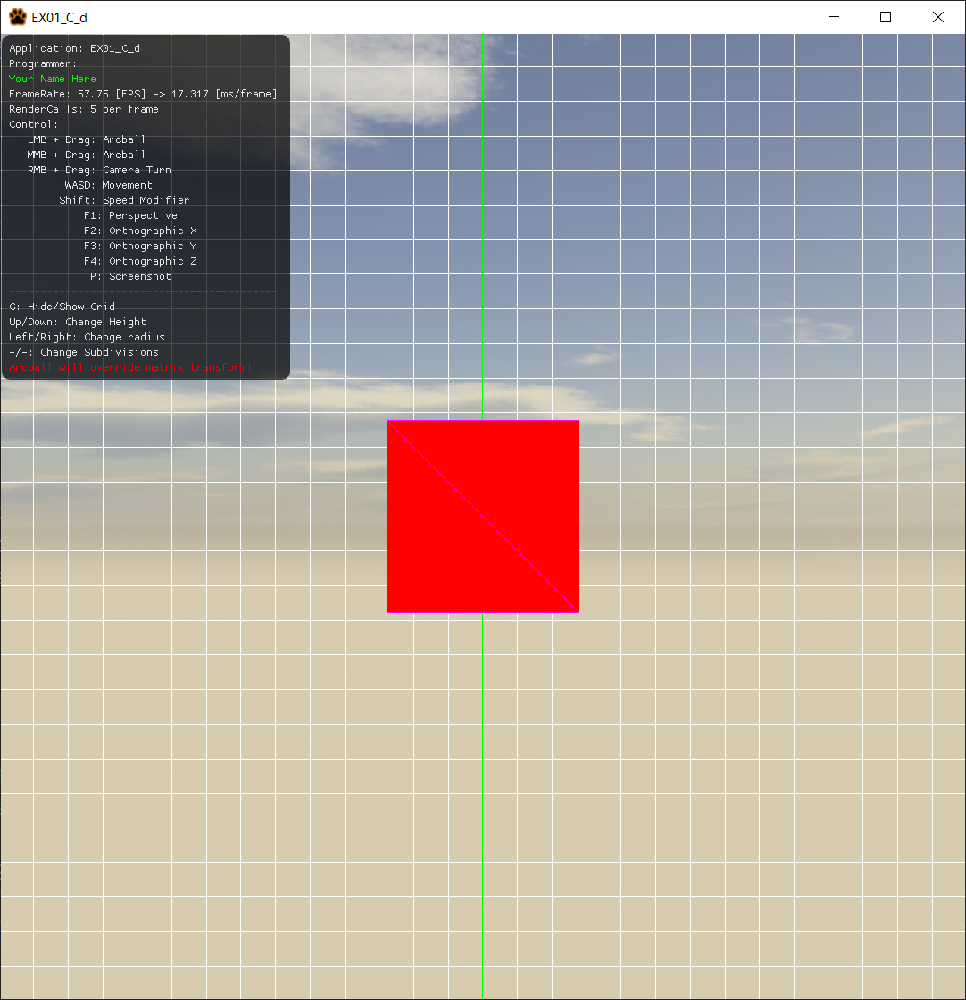 EX01_C_d
Application: EX01_C_d
Programmer:
Your Name Here
FrameRate: 57.75 [FPS] -> 17.317 [ms/frame]
RenderCalls: 5 per frame
Control:
LMB + Drag: Arcball
MMB + Drag: Arcball
RMB + Drag: Camera Turn
WASD: Movement
Shift: Speed Modifier
F1: Perspective
F2: Orthographic X
F3: Orthographic Y
F4: Orthographic Z
P: Screenshot
-------------------------------------------
G: Hide/Show Grid
Up/Down: Change Height
Left/Right: Change radius
+/-: Change Subdivisions
Arcball will override matrix transform!